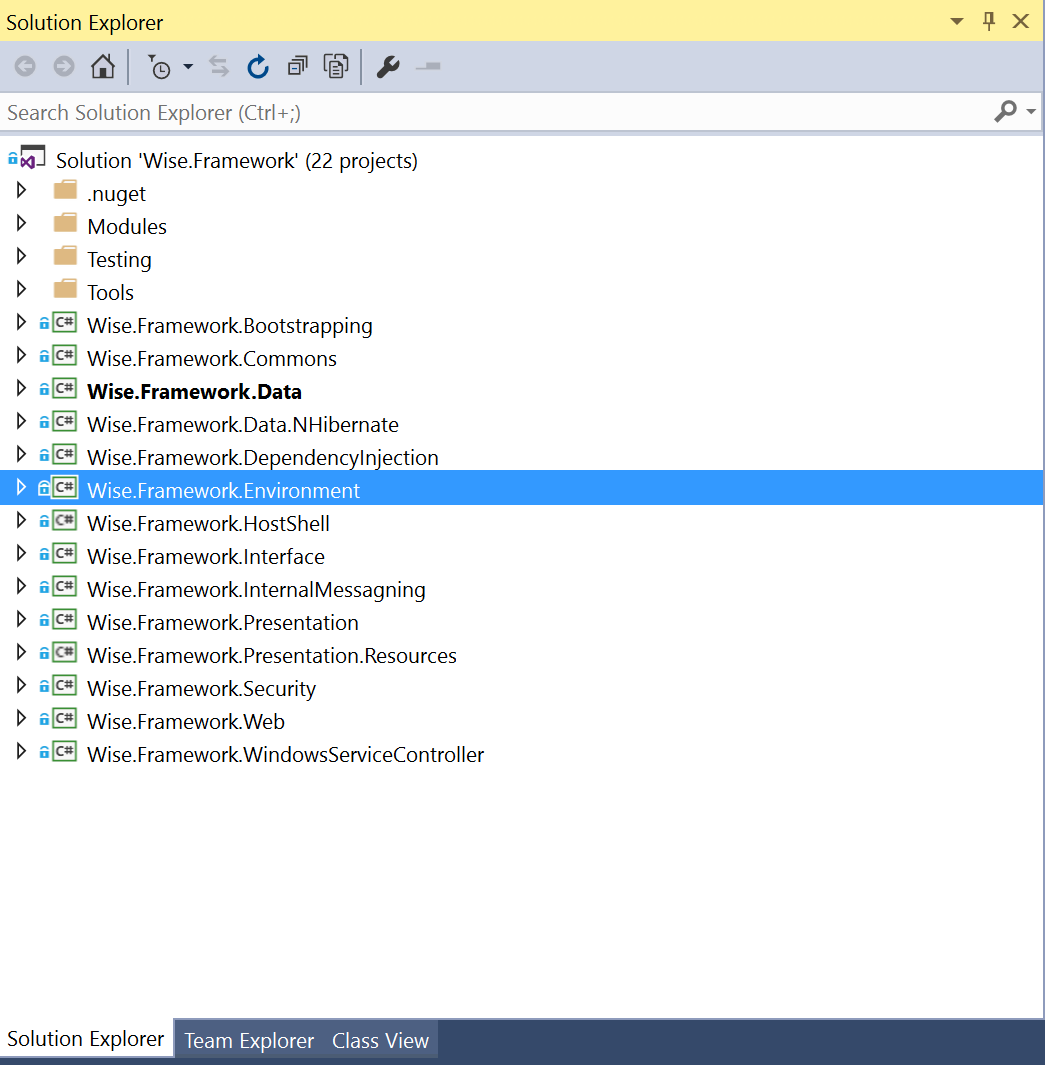 Solution Explorer
Search Solution Explorer (Ctrl+;)
Solution 'Wise.Framework' (22 projects)
.nuget
Modules
Testing
Tools
C# Wise.Framework.Bootstrapping
C# Wise.Framework.Commons
C# Wise.Framework.Data
C# Wise.Framework.Data.NHibernate
C# Wise.Framework.DependencyInjection
C# Wise.Framework.Environment
C# Wise.Framework.HostShell
C# Wise.Framework.Interface
C# Wise.Framework.InternalMessagning
C# Wise.Framework.Presentation
C# Wise.Framework.Presentation.Resources
C# Wise.Framework.Security
C# Wise.Framework.Web
C# Wise.Framework.WindowsServiceController
Solution Explorer Team Explorer Class View